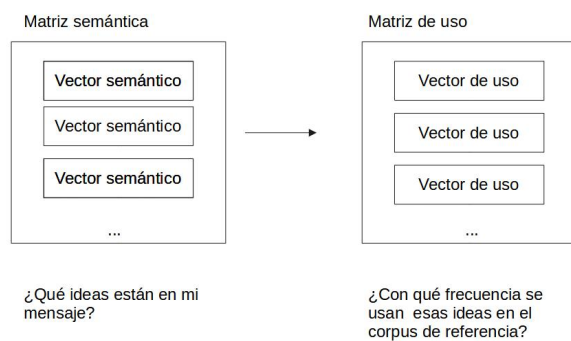 Matriz semántica
Vector semántico
Vector semántico
Vector semántico
...
¿Qué ideas están en mi
mensaje?
Matriz de uso
Vector de uso
Vector de uso
Vector de uso
...
¿Con qué frecuencia se
usan esas ideas en el
corpus de referencia?